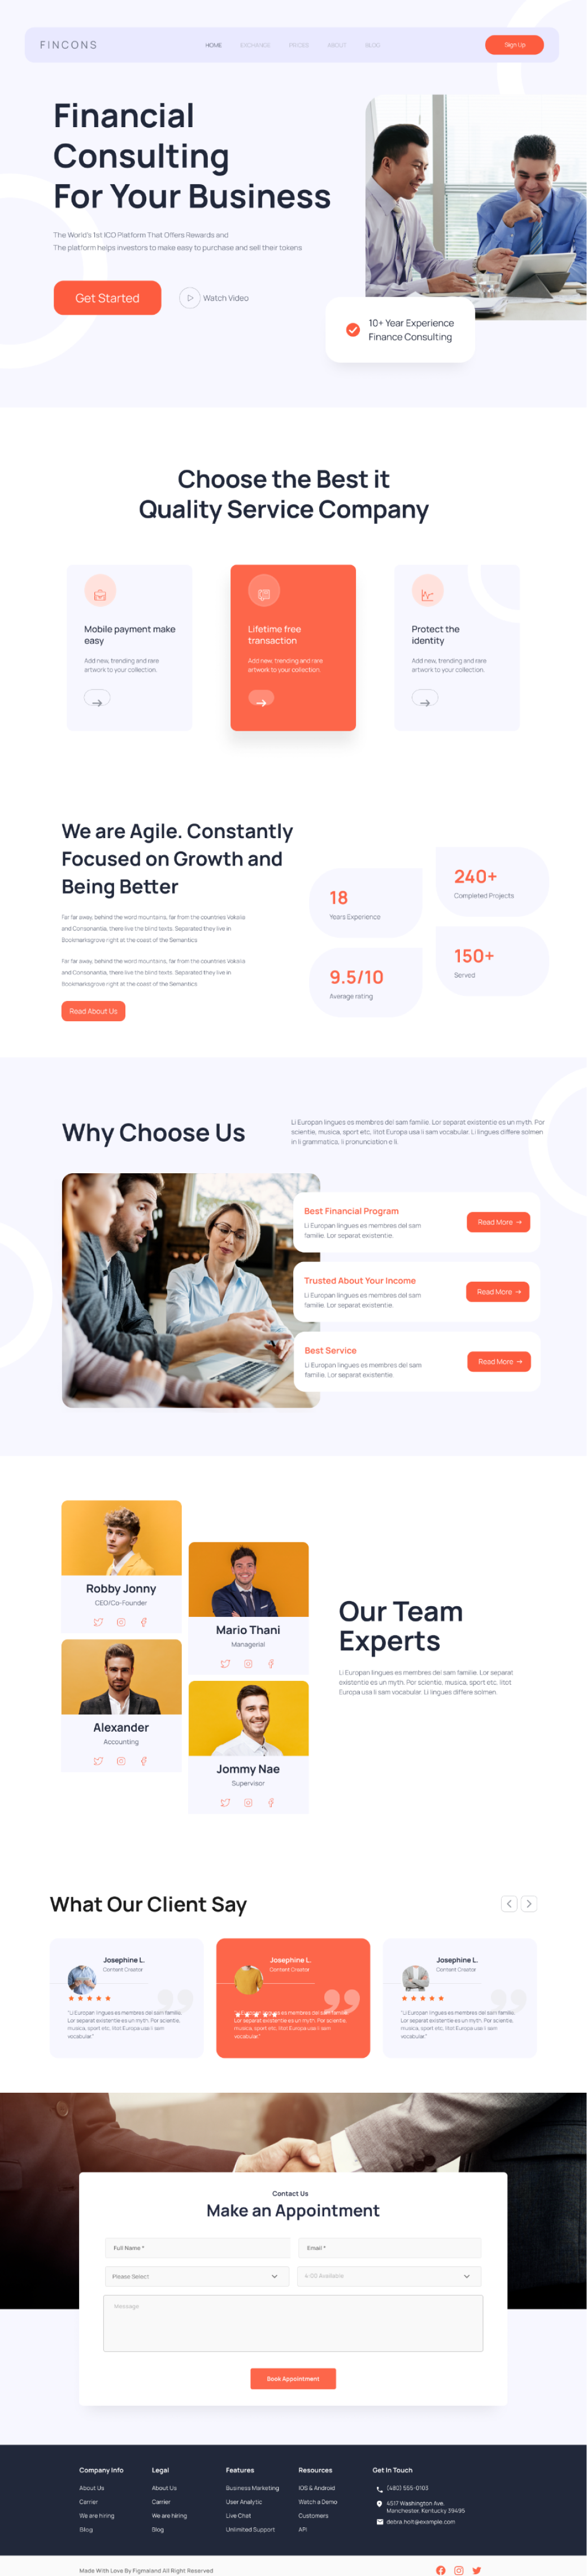 FINCONS
HOME EXCHANGE PRICES ABOUT BLOG
Sign Up
Financial
Consulting
For Your Business
The World's 1st ICO Platform That Offers Rewards and
The platform helps investors to make easy to purchase and sell their tokens
Get Started
Watch Video
10+ Year Experience
Finance Consulting
Choose the Best it
Quality Service Company
Mobile payment make
easy
Add new, trending and rare
artwork to your collection.
Lifetime free
transaction
Add new, trending and rare
artwork to your collection
Protect the
identity
Add new, trending and rare
artwork to your collection.
We are Agile. Constantly
Focused on Growth and
Being Better
Far far away, behind the word mountains, far from the countries Vokalia
and Consonantia, there live the blind texts. Separated they live in
Bookmarksgrove right at the coast of the Semantics
Far far away, behind the word mountains, far from the countries Vokalia
and Consonantia, there live the blind texts. Separated they live in
Bookmarksgrove right at the coast of the Semantics
Read About Us
18
Years Experience
240+
Completed Projects
9.5/10
Average rating
150+
Served
Why Choose Us
Li Europan lingues es membres del sam familie. Lor separat existentie es un myth. Por
scientie, musica, sport etc, litot Europa usa li sam vocabular. Li lingues differe solmen
in li grammatica, li pronunciation e li
Best Financial Program
Li Europan lingues es membres del sam
familie. Lor separat existentie.
Read More →
Trusted About Your Income
Li Europan lingues es membres del sam
familie. Lor separat existentie.
Read More →
Best Service
Li Europan lingues es membres del sam
familie. Lor separat existentie.
Read More →
Robby Jonny
CEO/Co-Founder
Mario Thani
Managerial
Alexander
Accounting
Jommy Nae
Supervisor
Our Team
Experts
Li Europan lingues es membres del sam familie. Lor separat
existentie es un myth. Por scientie, musica, sport etc, litot
Europa usa li sam vocabular. Li lingues differe solmen.
What Our Client Say
Josephine L.
Content Creator
"Li Europan lingues es membres del sam familie.
Lor separat existentie es un myth. Por scientie,
musica, sport etc, litot Europa usa li sam
vocabular."
Josephine L.
Content Creator
es membres del sam familie.
Lor separat existentie es un myth. Por scientie,
musica, sport etc, litot Europa usa li sam
vocabular."
Josephine L.
Content Creator
"Li Europan lingues es membres del sam familie.
Lor separat existentie es un myth. Por scientie,
musica, sport etc, litot Europa usa li sam
vocabular."
Contact Us
Make an Appointment
Full Name *
Email *
Please Select
4:00 Available
Message
Book Appointment
Company Info
About Us
Carrier
We are hiring
Blog
Legal
About Us
Carrier
We are hiring
Blog
Features
Business Marketing
User Analytic
Live Chat
Unlimited Support
Resources
IOS & Android
Watch a Demo
Customers
API
Get In Touch
(480) 555-0103
4517 Washington Ave.
Manchester, Kentucky 39495
debra.holt@example.com
Made With Love By Figmaland All Right Reserved